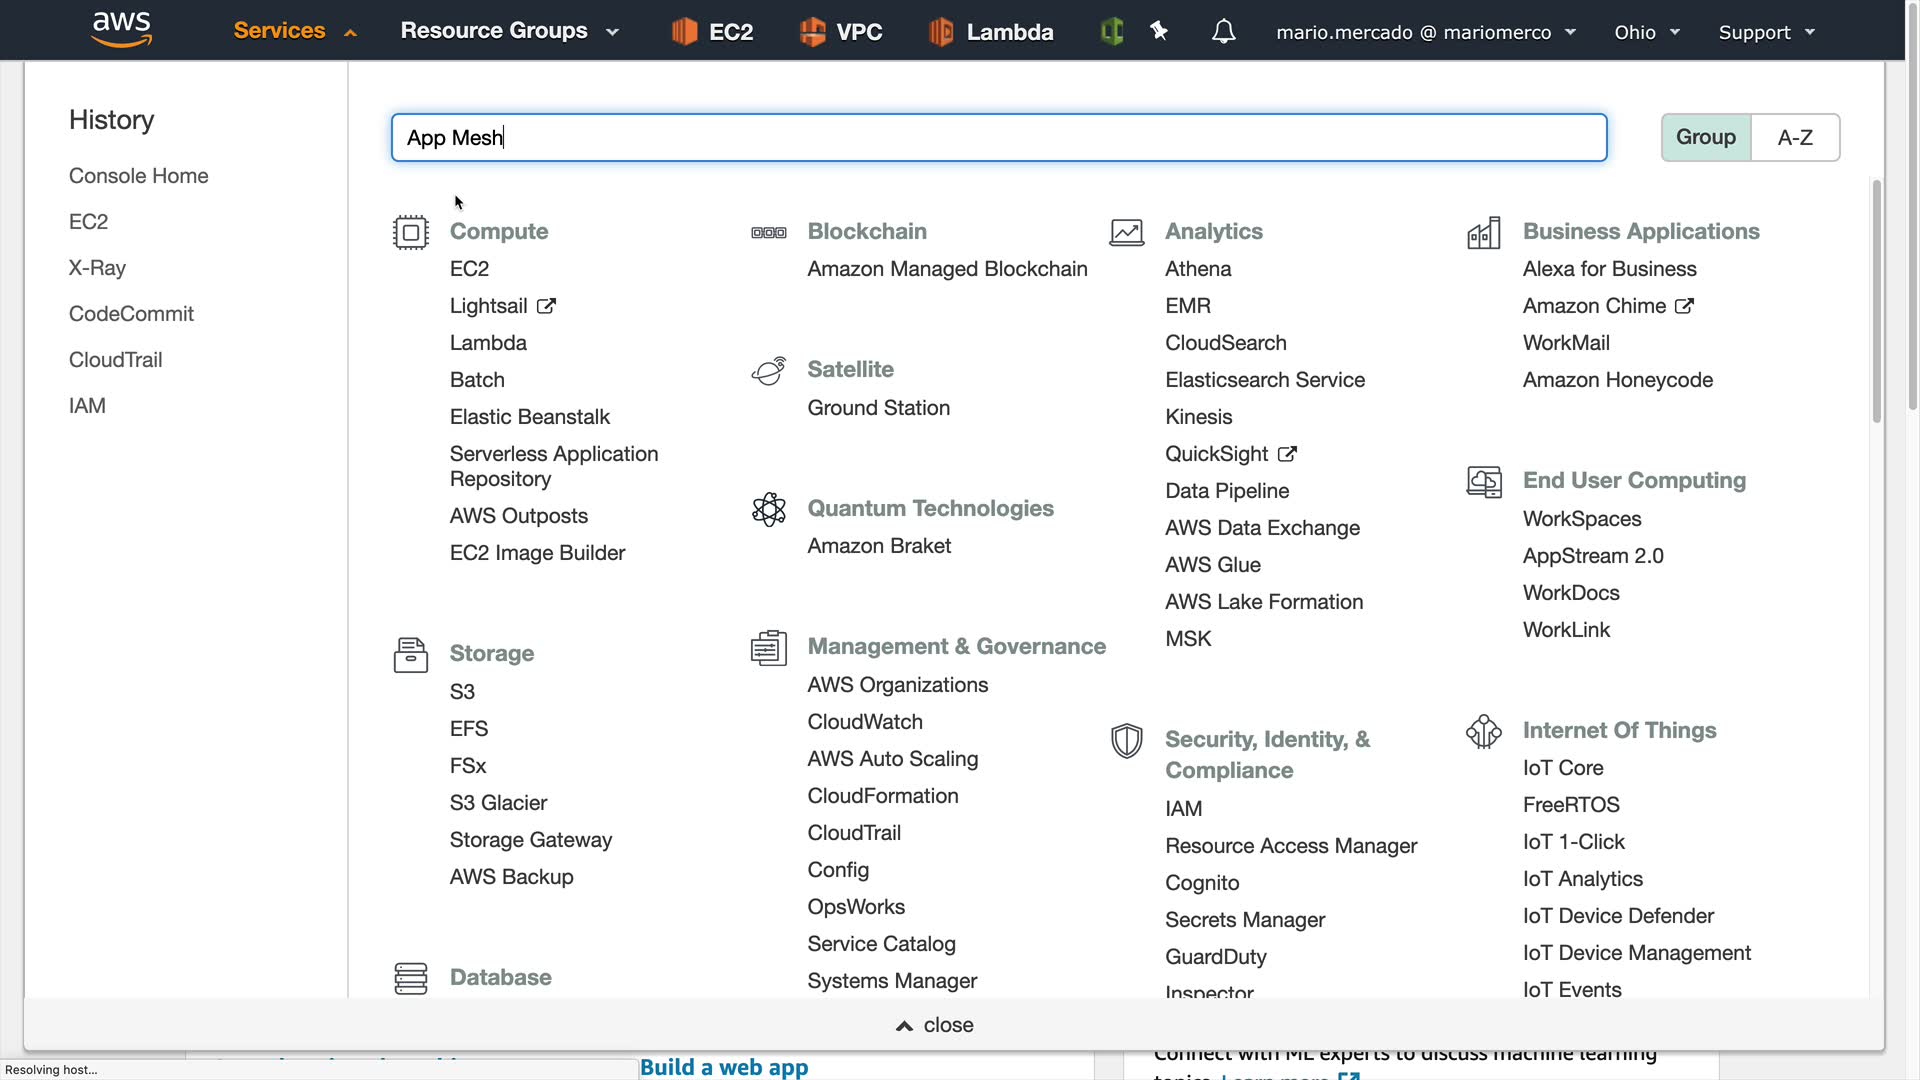 aws Services Resource Groups EC2 VPC Lambda mario.mercado @ mariomerco Ohio Support
History
Console Home
EC2
X-Ray
CodeCommit
CloudTrail
IAM
App Mesh
Group A-Z
Compute
EC2
Lightsail
Lambda
Batch
Elastic Beanstalk
Serverless Application
Repository
AWS Outposts
EC2 Image Builder
Storage
S3
EFS
FSx
S3 Glacier
Storage Gateway
AWS Backup
Database
Blockchain
Amazon Managed Blockchain
Satellite
Ground Station
Quantum Technologies
Amazon Braket
Management & Governance
AWS Organizations
CloudWatch
AWS Auto Scaling
CloudFormation
CloudTrail
Config
OpsWorks
Service Catalog
Systems Manager
Analytics
Athena
EMR
CloudSearch
Elasticsearch Service
Kinesis
QuickSight
Data Pipeline
AWS Data Exchange
AWS Glue
AWS Lake Formation
MSK
Security, Identity, &
Compliance
IAM
Resource Access Manager
Cognito
Secrets Manager
GuardDuty
Inspector
Business Applications
Alexa for Business
Amazon Chime
WorkMail
Amazon Honeycode
End User Computing
WorkSpaces
AppStream 2.0
WorkDocs
WorkLink
Internet Of Things
IoT Core
FreeRTOS
IoT 1-Click
IoT Analytics
IoT Device Defender
IoT Device Management
IoT Events
close
Build a web app
Connect with ML experts to discuss machine learning
topics. Learn more
Resolving host...